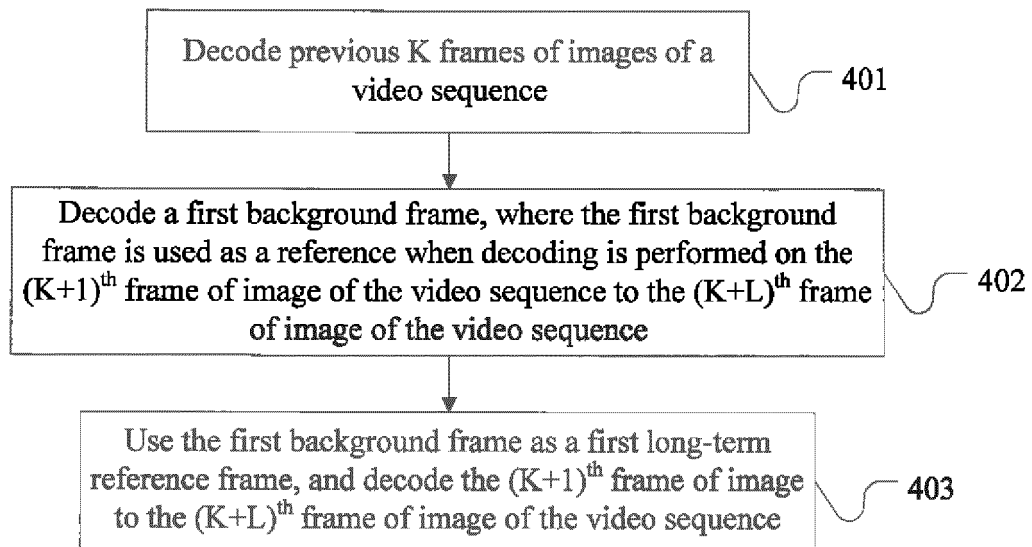 Decode previous K frames of images of a
video sequence
401
Decode a first background frame, where the first background
frame is used as a reference when decoding is performed on the
(K+1)th frame of image of the video sequence to the (K+L)th frame
of image of the video sequence
402
Use the first background frame as a first long-term
reference frame, and decode the (K+1)th frame of image
to the (K+L)th frame of image of the video sequence
403